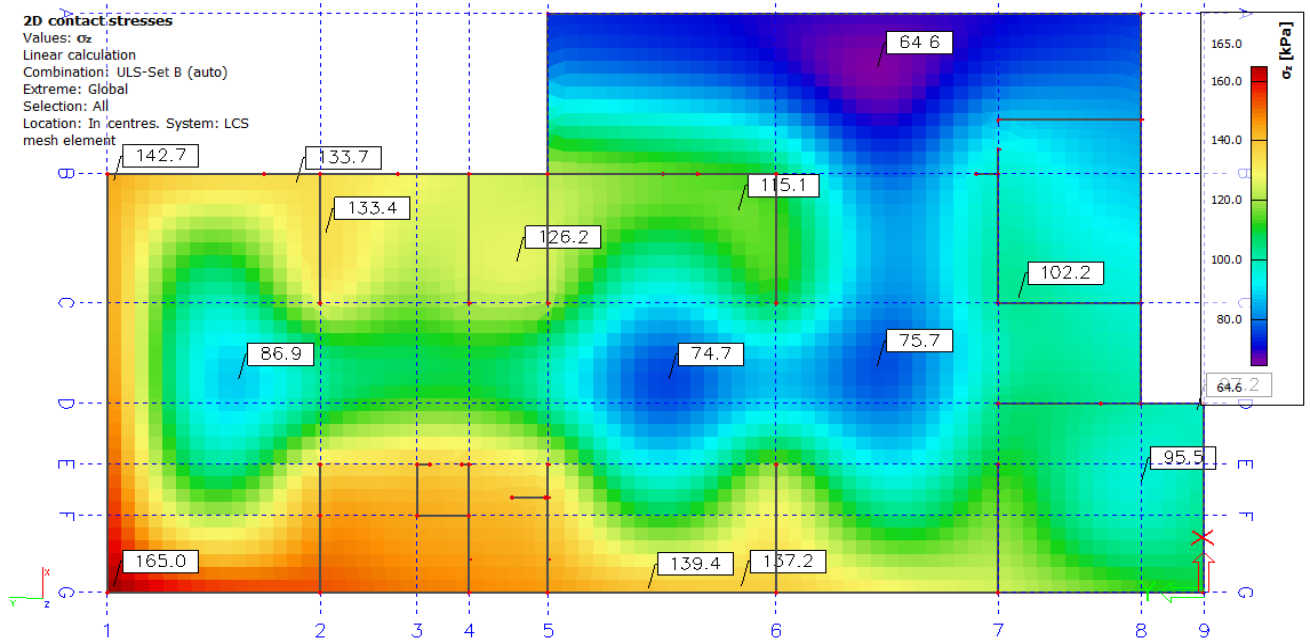 2D contact stresses
Values: σz
Linear calculation
Combination: ULS-Set B (auto)
Extreme: Global
Selection: All
Location: In centres. System: LCS
mesh element
A
A
64.6
165.0
σz [kPa]
160.0
140.0
120.0
100.0
80.0
64.6
142.7
133.7
B
B
115.1
133.4
126.2
102.2
C
C
86.9
74.7
75.7
97.2
D
D
95.5
E
E
F
F
165.0
139.4
137.2
x
Y
z
G
G
Y
1
2
3
4
5
6
7
8
9